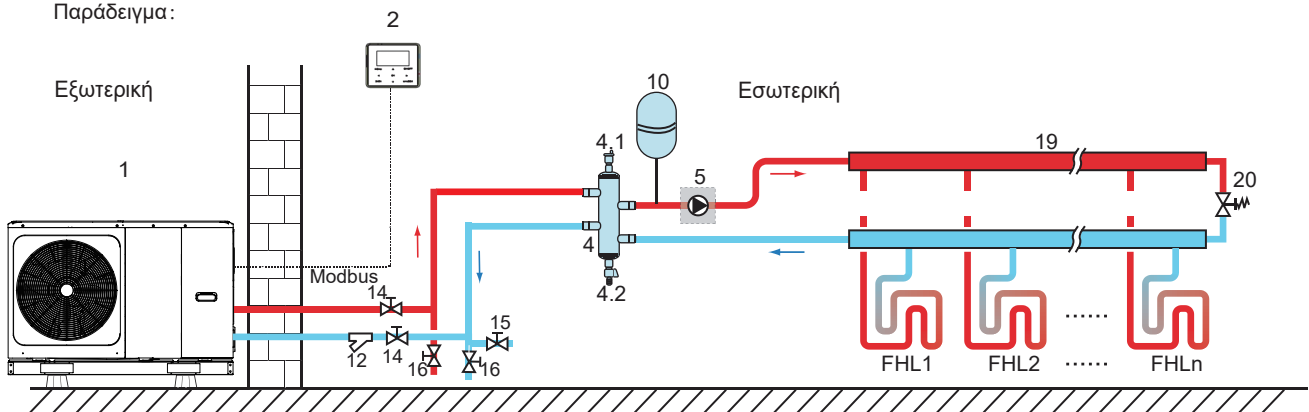 Παράδειγμα:
2
Εξωτερική
10
Εσωτερική
4.1
19
1
5
20
4
Modbus
14
4.2
15
12
14
16
16
FHL1
FHL2
......
FHLn
......